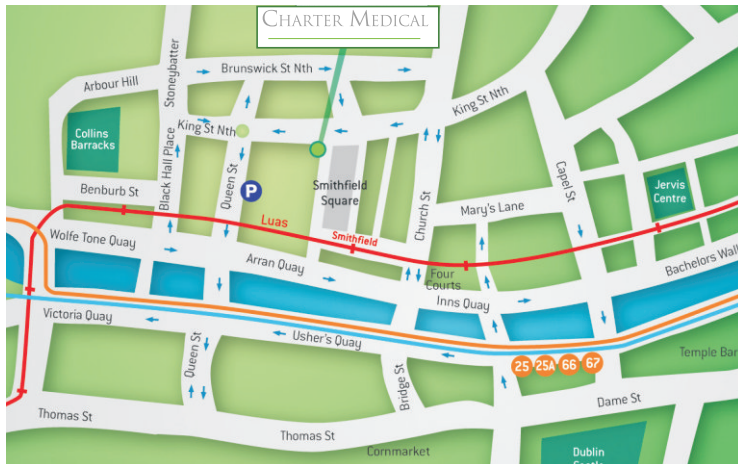 CHARTER MEDICAL
Brunswick St Nth
Arbour Hill
Stoneybatter
King St Nth
King St Nth
Collins
Barracks
Black Hall Place
Queen St
P
Smithfield
Square
Church St
Capel St
Jervis
Centre
Benburb St
Mary's Lane
Luas
Smithfield
Wolfe Tone Quay
Arran Quay
Four
Courts
Inns Quay
Bachelors Wall
Victoria Quay
Usher's Quay
Queen St
Bridge St
25
25A
66
67
Temple Bar
Dame St
Thomas St
Thomas St
Cornmarket
Dublin
Castle